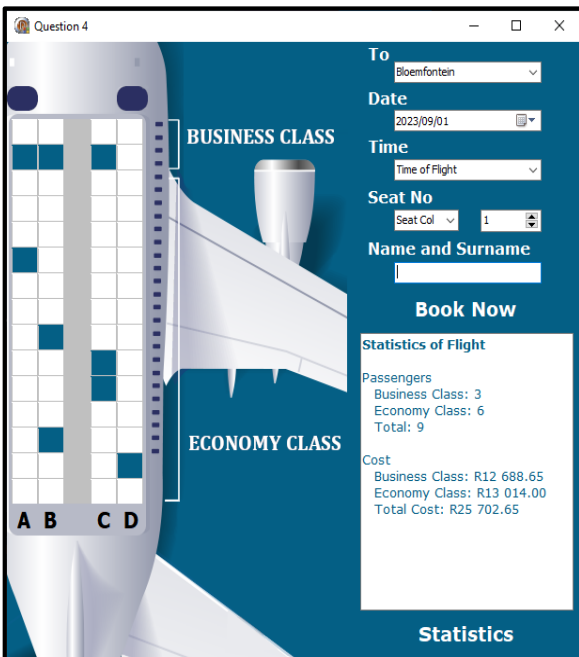 Question 4
To
Bloemfontein
Date
2023/09/01
Time
Time of Flight
Seat No
Seat Col
1
Name and Surname
Book Now
BUSINESS CLASS
ECONOMY CLASS
A B C D
Statistics of Flight
Passengers
Business Class: 3
Economy Class: 6
Total: 9
Cost
Business Class: R12 688.65
Economy Class: R13 014.00
Total Cost: R25 702.65
Statistics